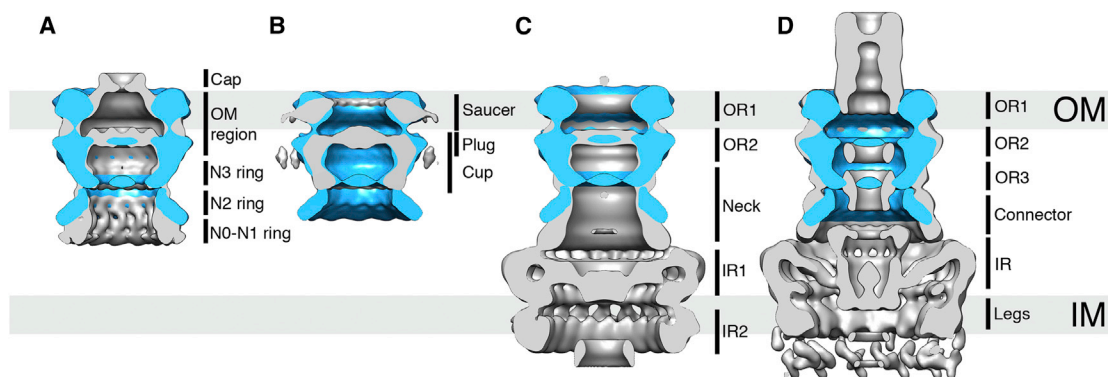 A
B
C
D
Cap
OM
region
N3 ring
N2 ring
N0-N1 ring
Saucer
Plug
Cup
OR1
OR2
Neck
IR1
IR2
OR1
OR2
OR3
Connector
IR
Legs
OM
IM